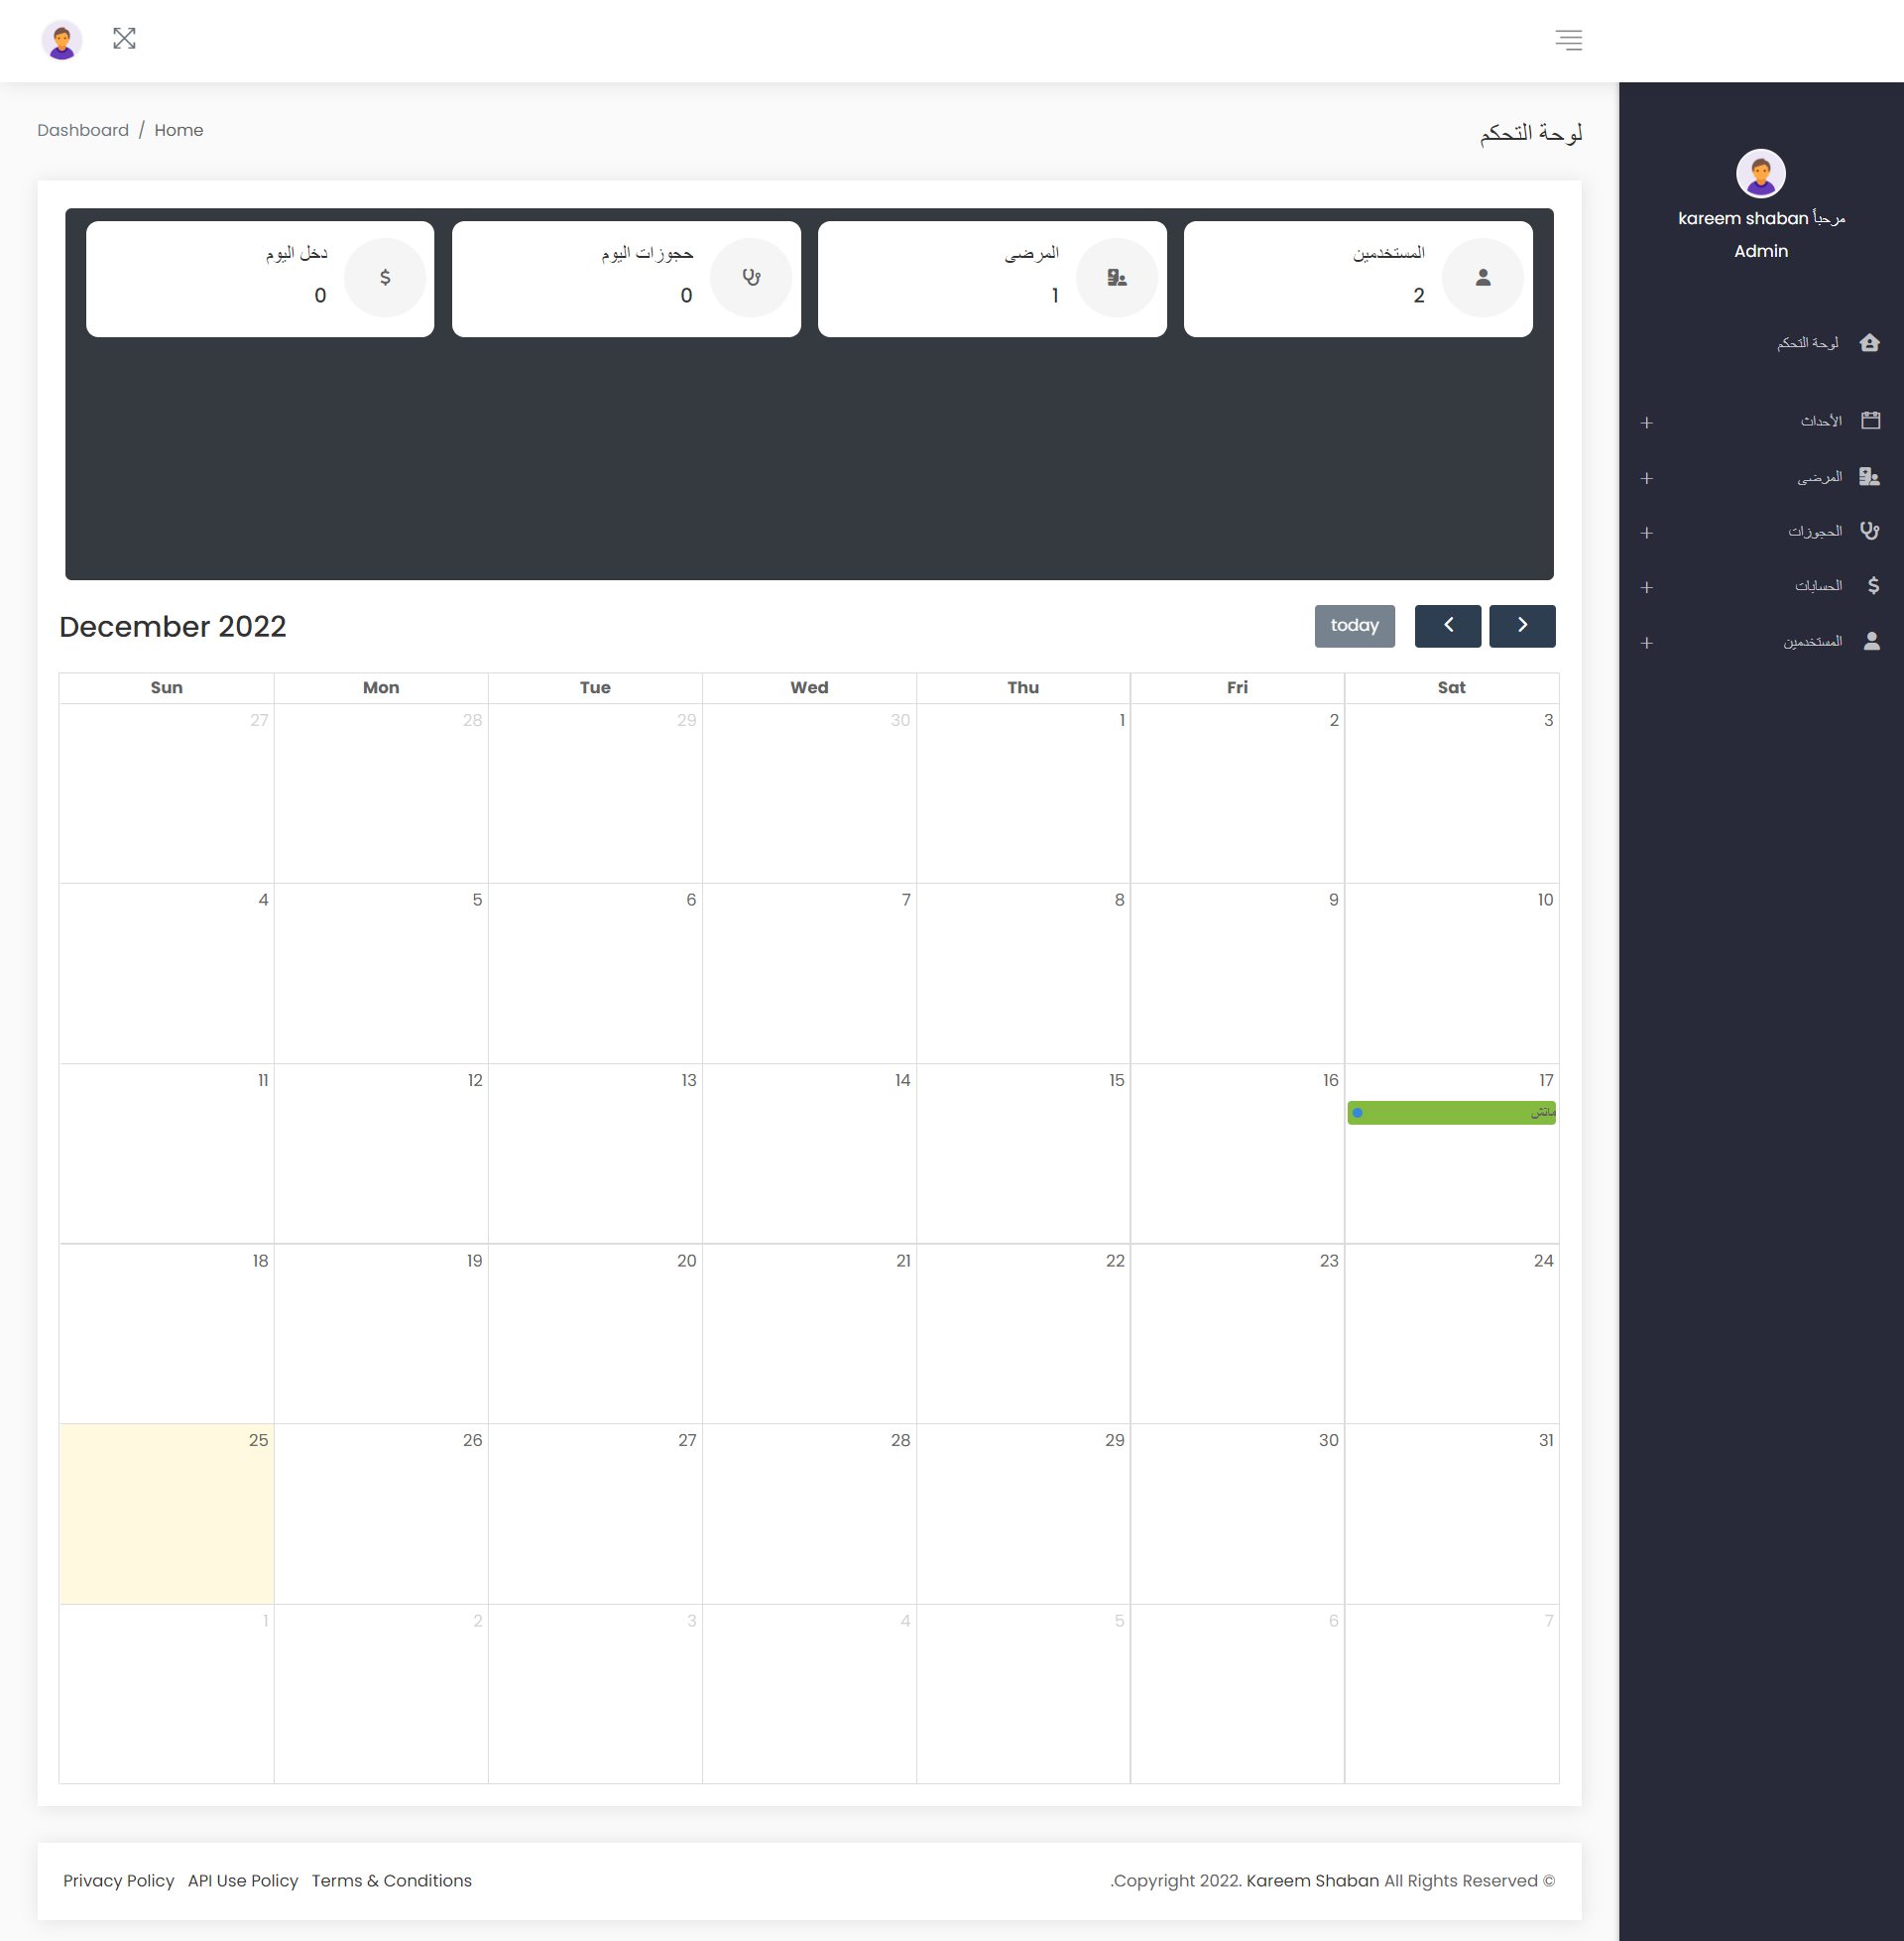 Dashboard / Home
لوحة التحكم
مرحباً kareem shaban
Admin
لوحة التحكم
الأحداث
المرضى
الحجوزات
الحسابات
المستخدمين
المستخدمين
2
المرضى
1
حجوزات اليوم
0
دخل اليوم
0
December 2022
today
Sun Mon Tue Wed Thu Fri Sat
27 28 29 30 1 2 3
4 5 6 7 8 9 10
11 12 13 14 15 16 17
ماتش
18 19 20 21 22 23 24
25 26 27 28 29 30 31
1 2 3 4 5 6 7
Privacy Policy API Use Policy Terms & Conditions
.Copyright 2022. Kareem Shaban All Rights Reserved ©